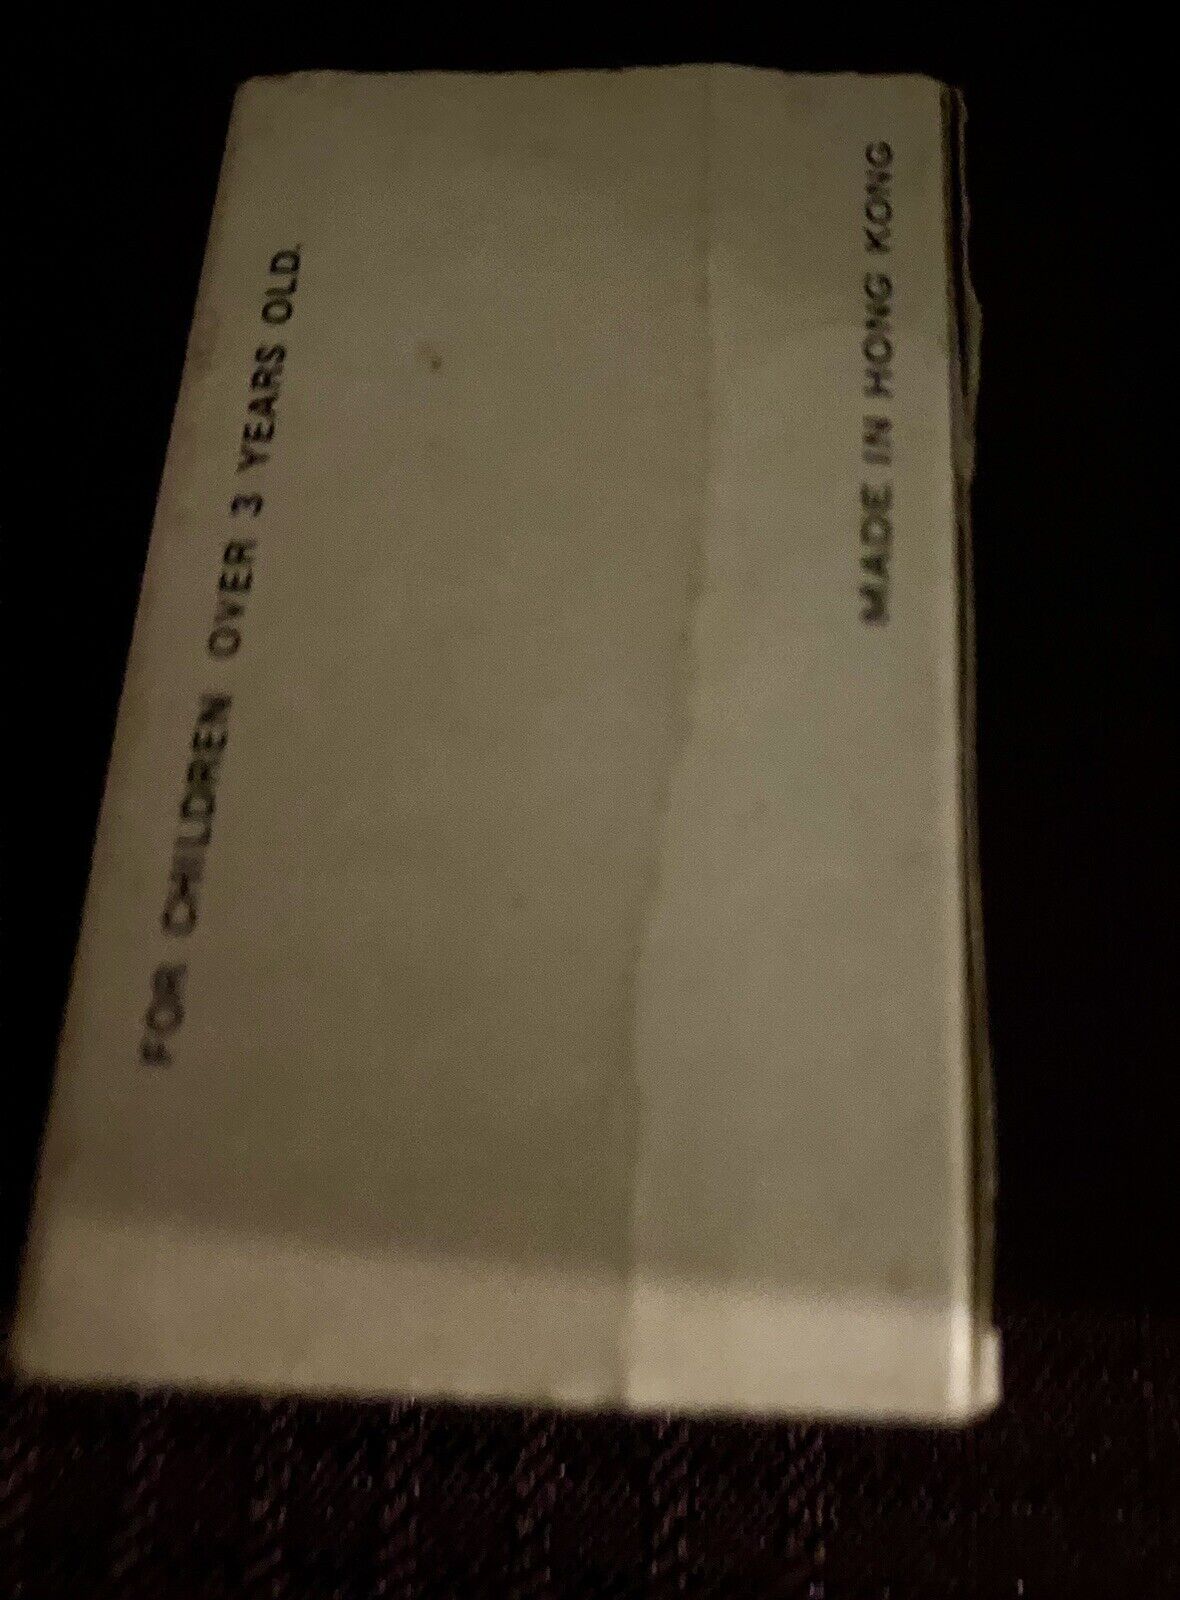 FOR CHILDREN OVER 3 YEARS OLD.
MADE IN HONG KONG